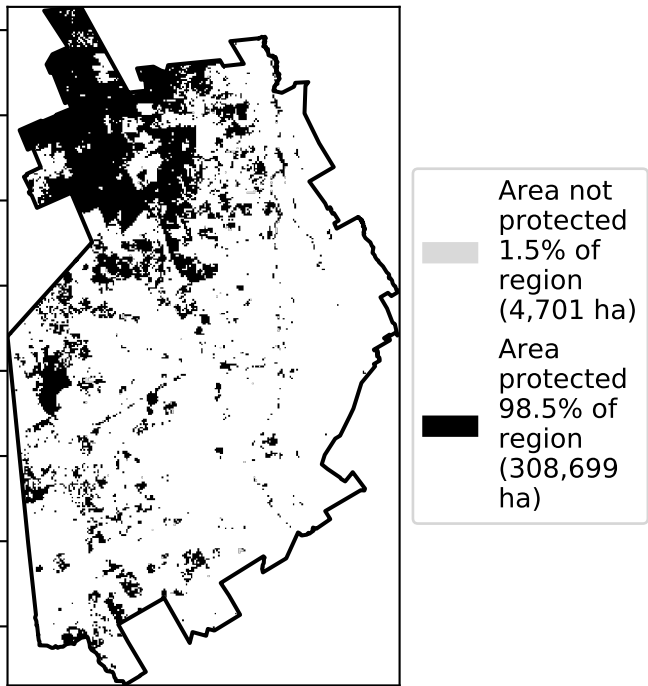 Area not
protected
1.5% of
region
(4,701 ha)
Area
protected
98.5% of
region
(308,699
ha)